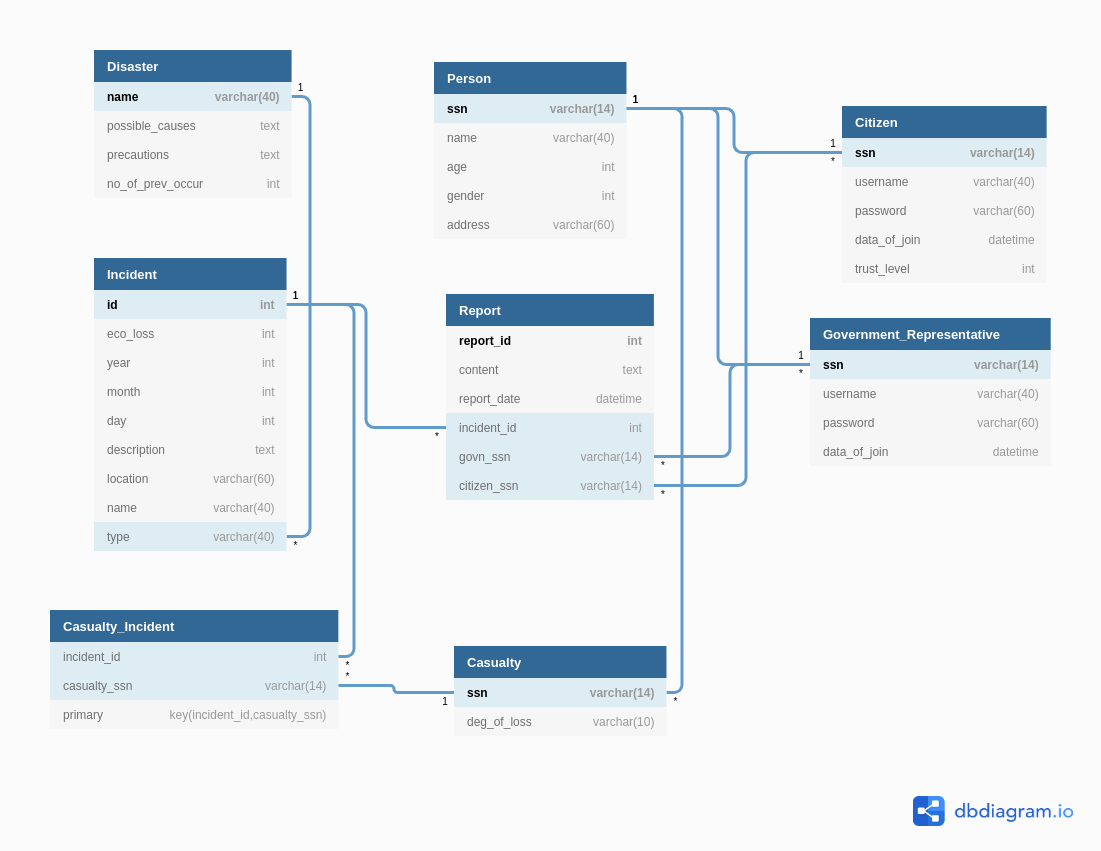 Disaster
name varchar(40)
possible_causes text
precautions text
no_of_prev_occur int
1
Person
ssn varchar(14)
name varchar(40)
age int
gender int
address varchar(60)
1
Citizen
ssn varchar(14)
username varchar(40)
password varchar(60)
data_of_join datetime
trust_level int
1
*
Incident
id int
eco_loss int
year int
month int
day int
description text
location varchar(60)
name varchar(40)
type varchar(40)
1
*
Report
report_id int
content text
report_date datetime
incident_id int
govn_ssn varchar(14)
citizen_ssn varchar(14)
*
*
*
Government_Representative
ssn varchar(14)
username varchar(40)
password varchar(60)
data_of_join datetime
1
*
Casualty_Incident
incident_id int
casualty_ssn varchar(14)
primary key(incident_id,casualty_ssn)
*
*
Casualty
ssn varchar(14)
deg_of_loss varchar(10)
1
*
dbdiagram.io